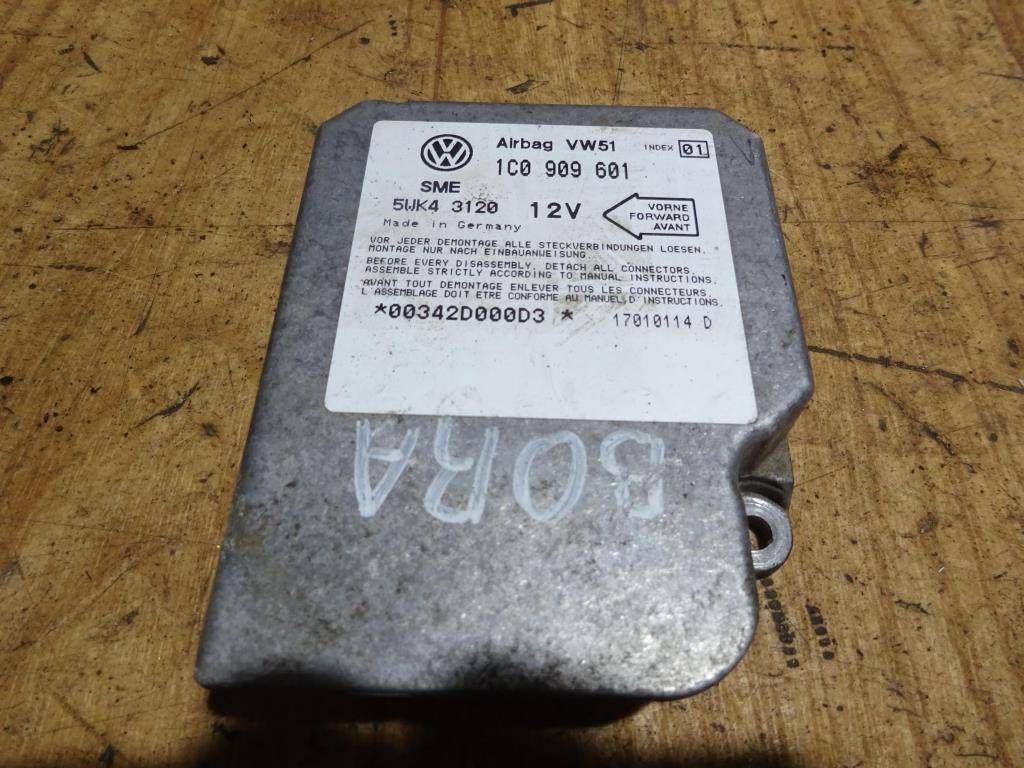 Airbag VW51 INDEX 01
1C0 909 601
SME
5WK4 3120 12V
VORNE
FORWARD
AVANT
Made in Germany
VOR JEDER DEMONTAGE ALLE STECKVERBINDUNGEN LOESEN.
MONTAGE NUR NACH EINBAUANWEISUNG.
BEFORE EVERY DISASSEMBLY, DETACH ALL CONNECTORS.
ASSEMBLE STRICTLY ACCORDING TO MANUAL INSTRUCTIONS.
AVANT TOUT DEMONTAGE ENLEVER TOUS LES CONNECTEURS.
L'ASSEMBLAGE DOIT ETRE CONFORME AU MANUEL D'INSTRUCTIONS.
*00342D000D3 * 17010114 D
BORA